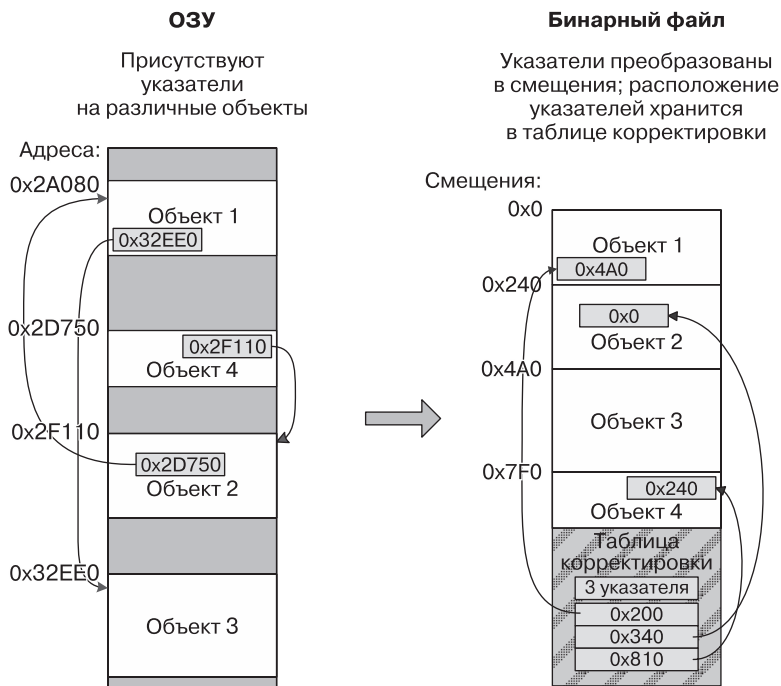 ОЗУ
Присутствуют
указатели
на различные объекты
Адреса:
0x2A080
Объект 1
0x32EE0
0x2D750
0x2F110
Объект 4
0x2F110
0x2D750
Объект 2
0x32EE0
Объект 3
Бинарный файл
Указатели преобразованы
в смещения; расположение
указателей хранится
в таблице корректировки
Смещения:
0x0
Объект 1
0x4A0
0x240
0x0
Объект 2
0x4A0
Объект 3
0x7F0
0x240
Объект 4
Таблица
корректировки
3 указателя
0x200
0x340
0x810